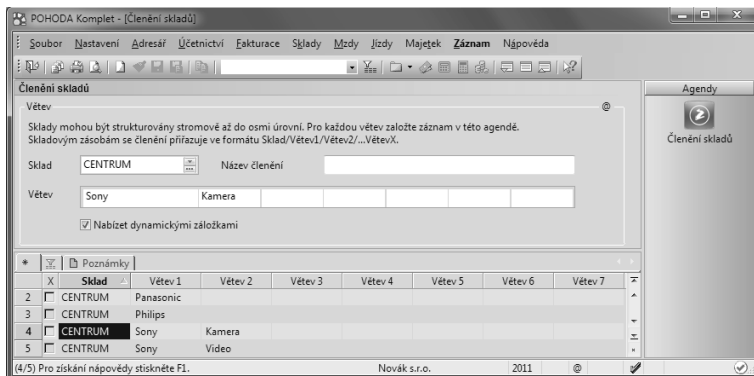 POHODA Komplet - [Členění skladů]
Soubor Nastavení Adresář Účetnictví Fakturace Sklady Mzdy Jízdy Majetek Záznam Nápověda
Členění skladů
Agendy
Větev @
Sklady mohou být strukturovány stromově až do osmi úrovní. Pro každou větev založte záznam v této agendě.
Skladovým zásobám se členění přiřazuje ve formátu Sklad/Větev1/Větev2/...VětevX.
Členění skladů
Sklad CENTRUM Název členění
Větev Sony Kamera
Nabízet dynamickými záložkami
* Poznámky
X Sklad Větev 1 Větev 2 Větev 3 Větev 4 Větev 5 Větev 6 Větev 7
2 CENTRUM Panasonic
3 CENTRUM Philips
4 CENTRUM Sony Kamera
5 CENTRUM Sony Video
(4/5) Pro získání nápovědy stiskněte F1. Novák s.r.o. 2011 @